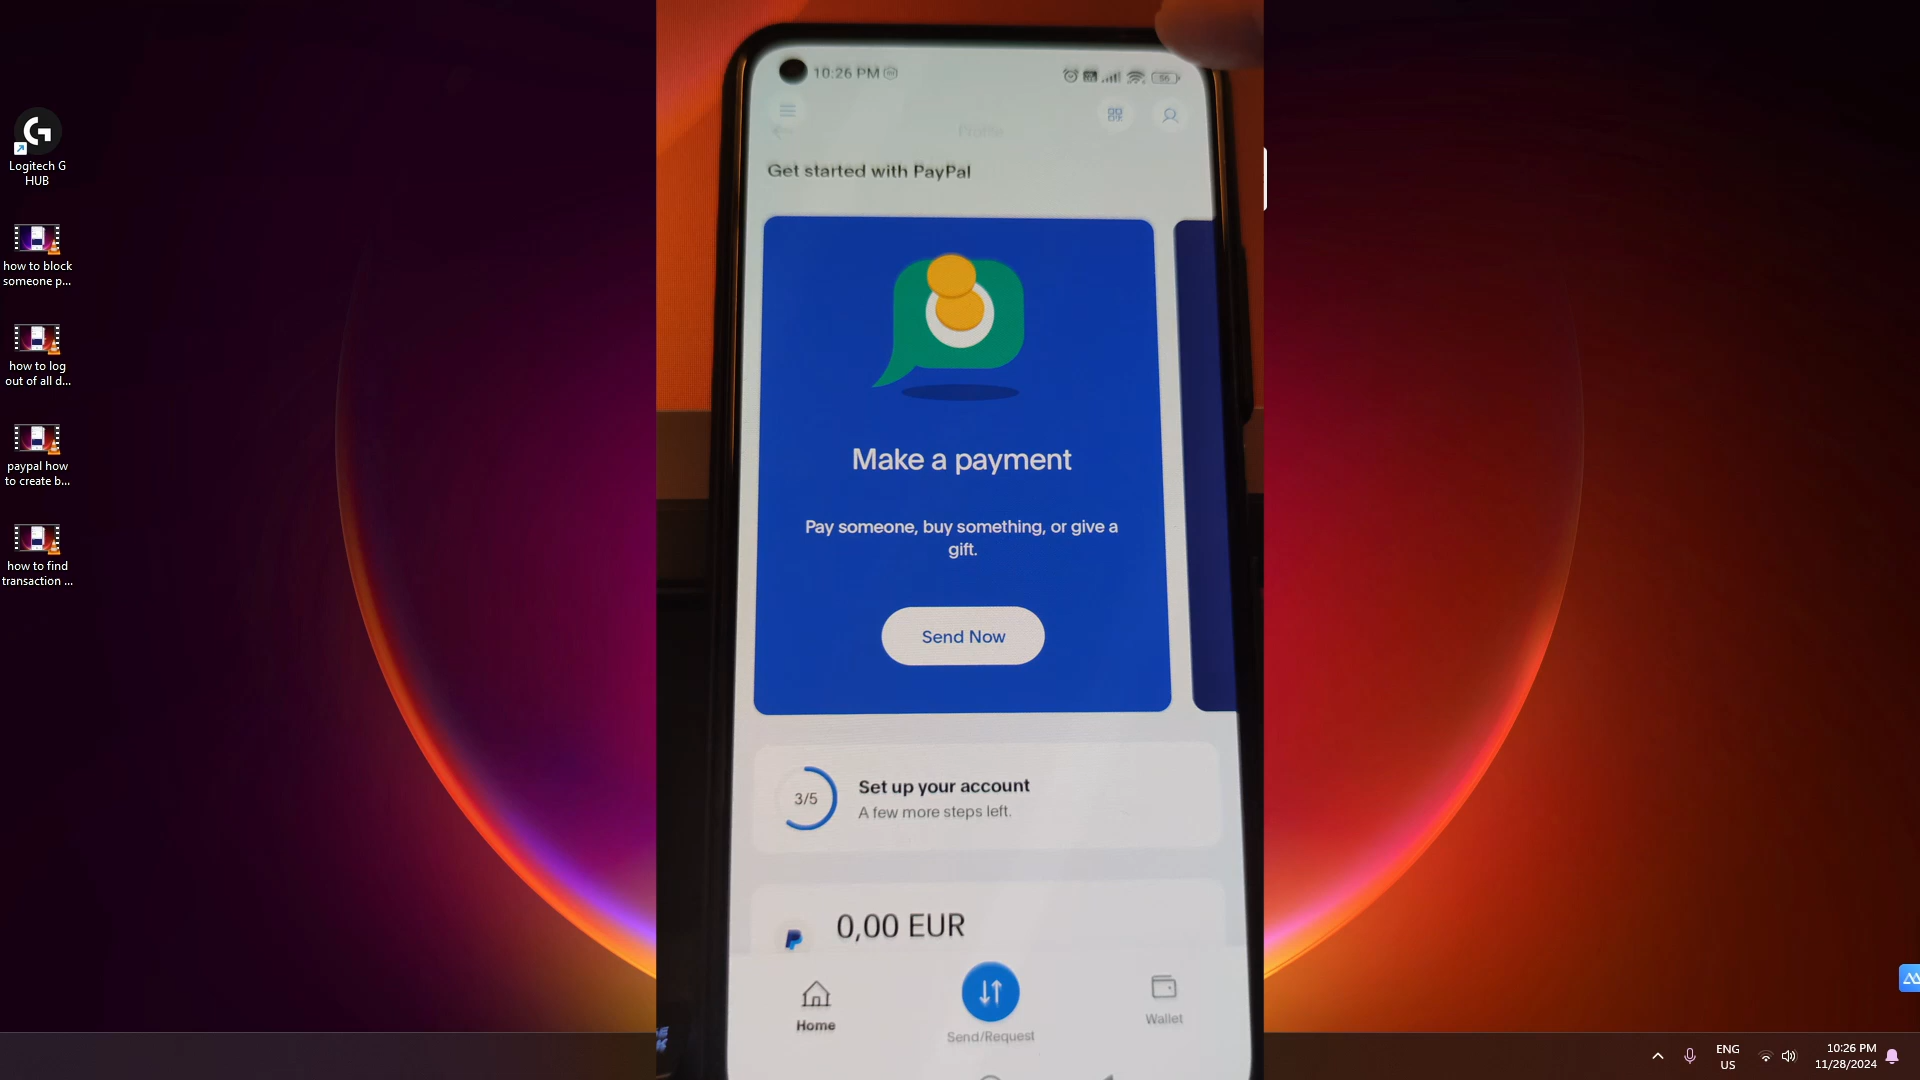 Logitech G
HUB
how to block
someone p...
how to log
out of all d...
paypal how
to create b...
how to find
transaction ...
10:26 PM
56
Profile
Get started with PayPal
Make a payment
Pay someone, buy something, or give a
gift.
Send Now
3/5
Set up your account
A few more steps left.
0,00 EUR
Home
Send/Request
Wallet
ENG
US
10:26 PM
11/28/2024